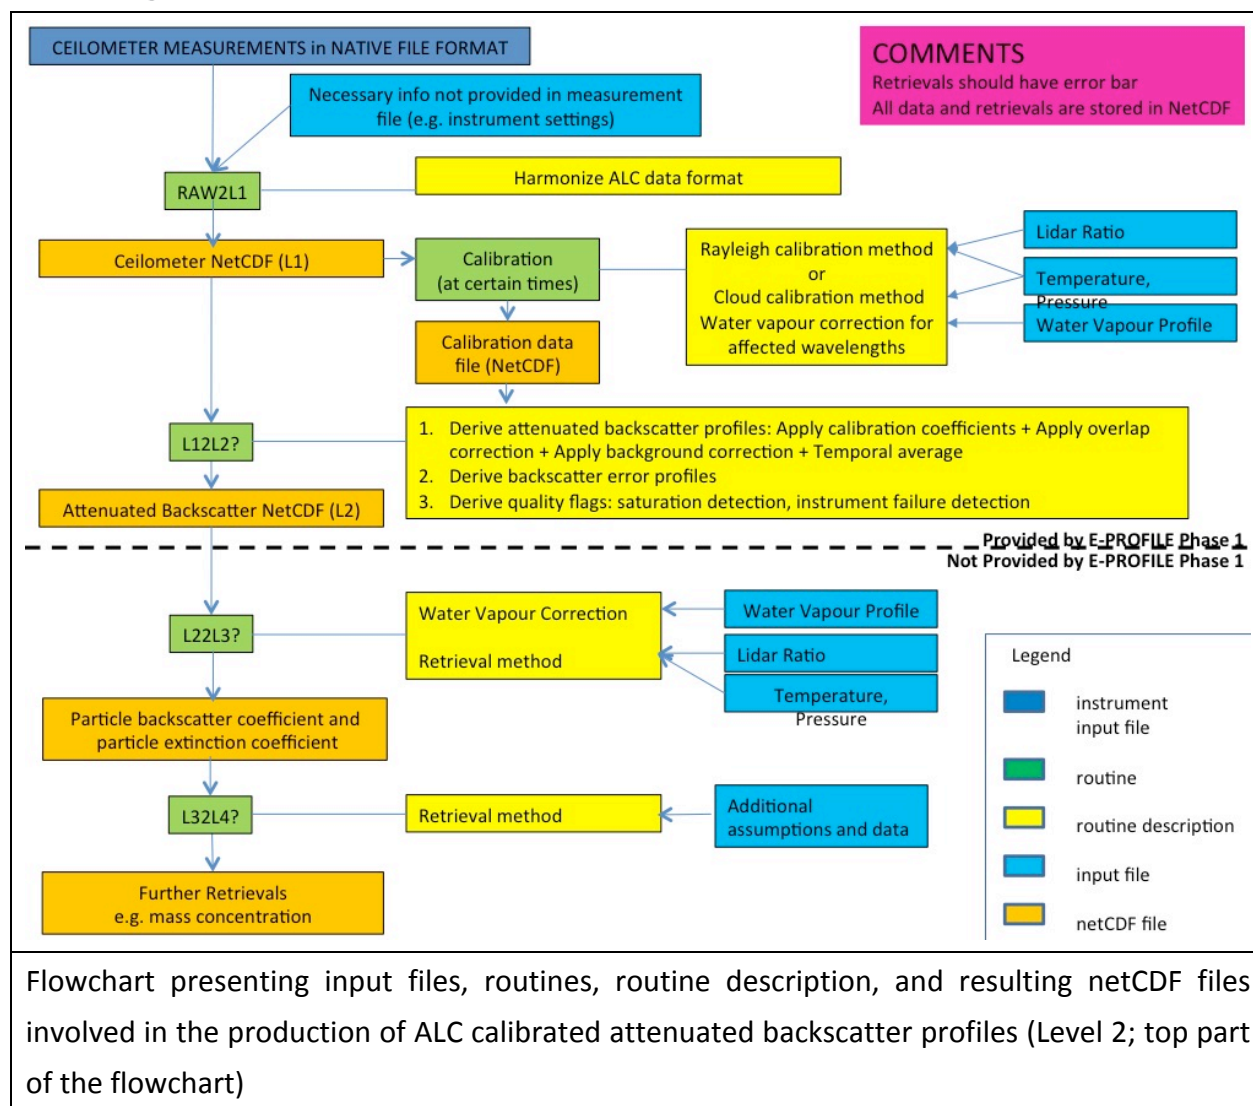 CEILOMETER MEASUREMENTS in NATIVE FILE FORMAT
COMMENTS
Retrievals should have error bar
All data and retrievals are stored in NetCDF
Necessary info not provided in measurement
file (e.g. instrument settings)
RAW2L1
Harmonize ALC data format
Ceilometer NetCDF (L1)
Calibration
(at certain times)
Rayleigh calibration method
or
Cloud calibration method
Water vapour correction for
affected wavelengths
Lidar Ratio
Temperature,
Pressure
Water Vapour Profile
Calibration data
file (NetCDF)
L12L2?
1. Derive attenuated backscatter profiles: Apply calibration coefficients + Apply overlap
correction + Apply background correction + Temporal average
2. Derive backscatter error profiles
3. Derive quality flags: saturation detection, instrument failure detection
Attenuated Backscatter NetCDF (L2)
Provided by E-PROFILE Phase 1
Not Provided by E-PROFILE Phase 1
L22L3?
Water Vapour Correction
Retrieval method
Water Vapour Profile
Lidar Ratio
Temperature,
Pressure
Particle backscatter coefficient and
particle extinction coefficient
L32L4?
Retrieval method
Additional
assumptions and data
Further Retrievals
e.g. mass concentration
Legend
instrument
input file
routine
routine description
input file
netCDF file
Flowchart presenting input files, routines, routine description, and resulting netCDF files
involved in the production of ALC calibrated attenuated backscatter profiles (Level 2; top part
of the flowchart)